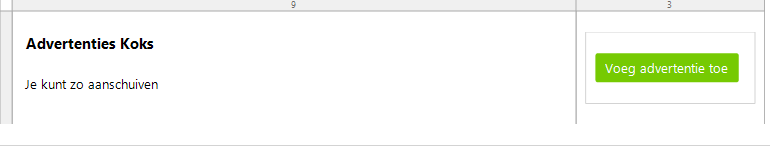 9
3
Advertenties Koks
Je kunt zo aanschuiven
Voeg advertentie toe